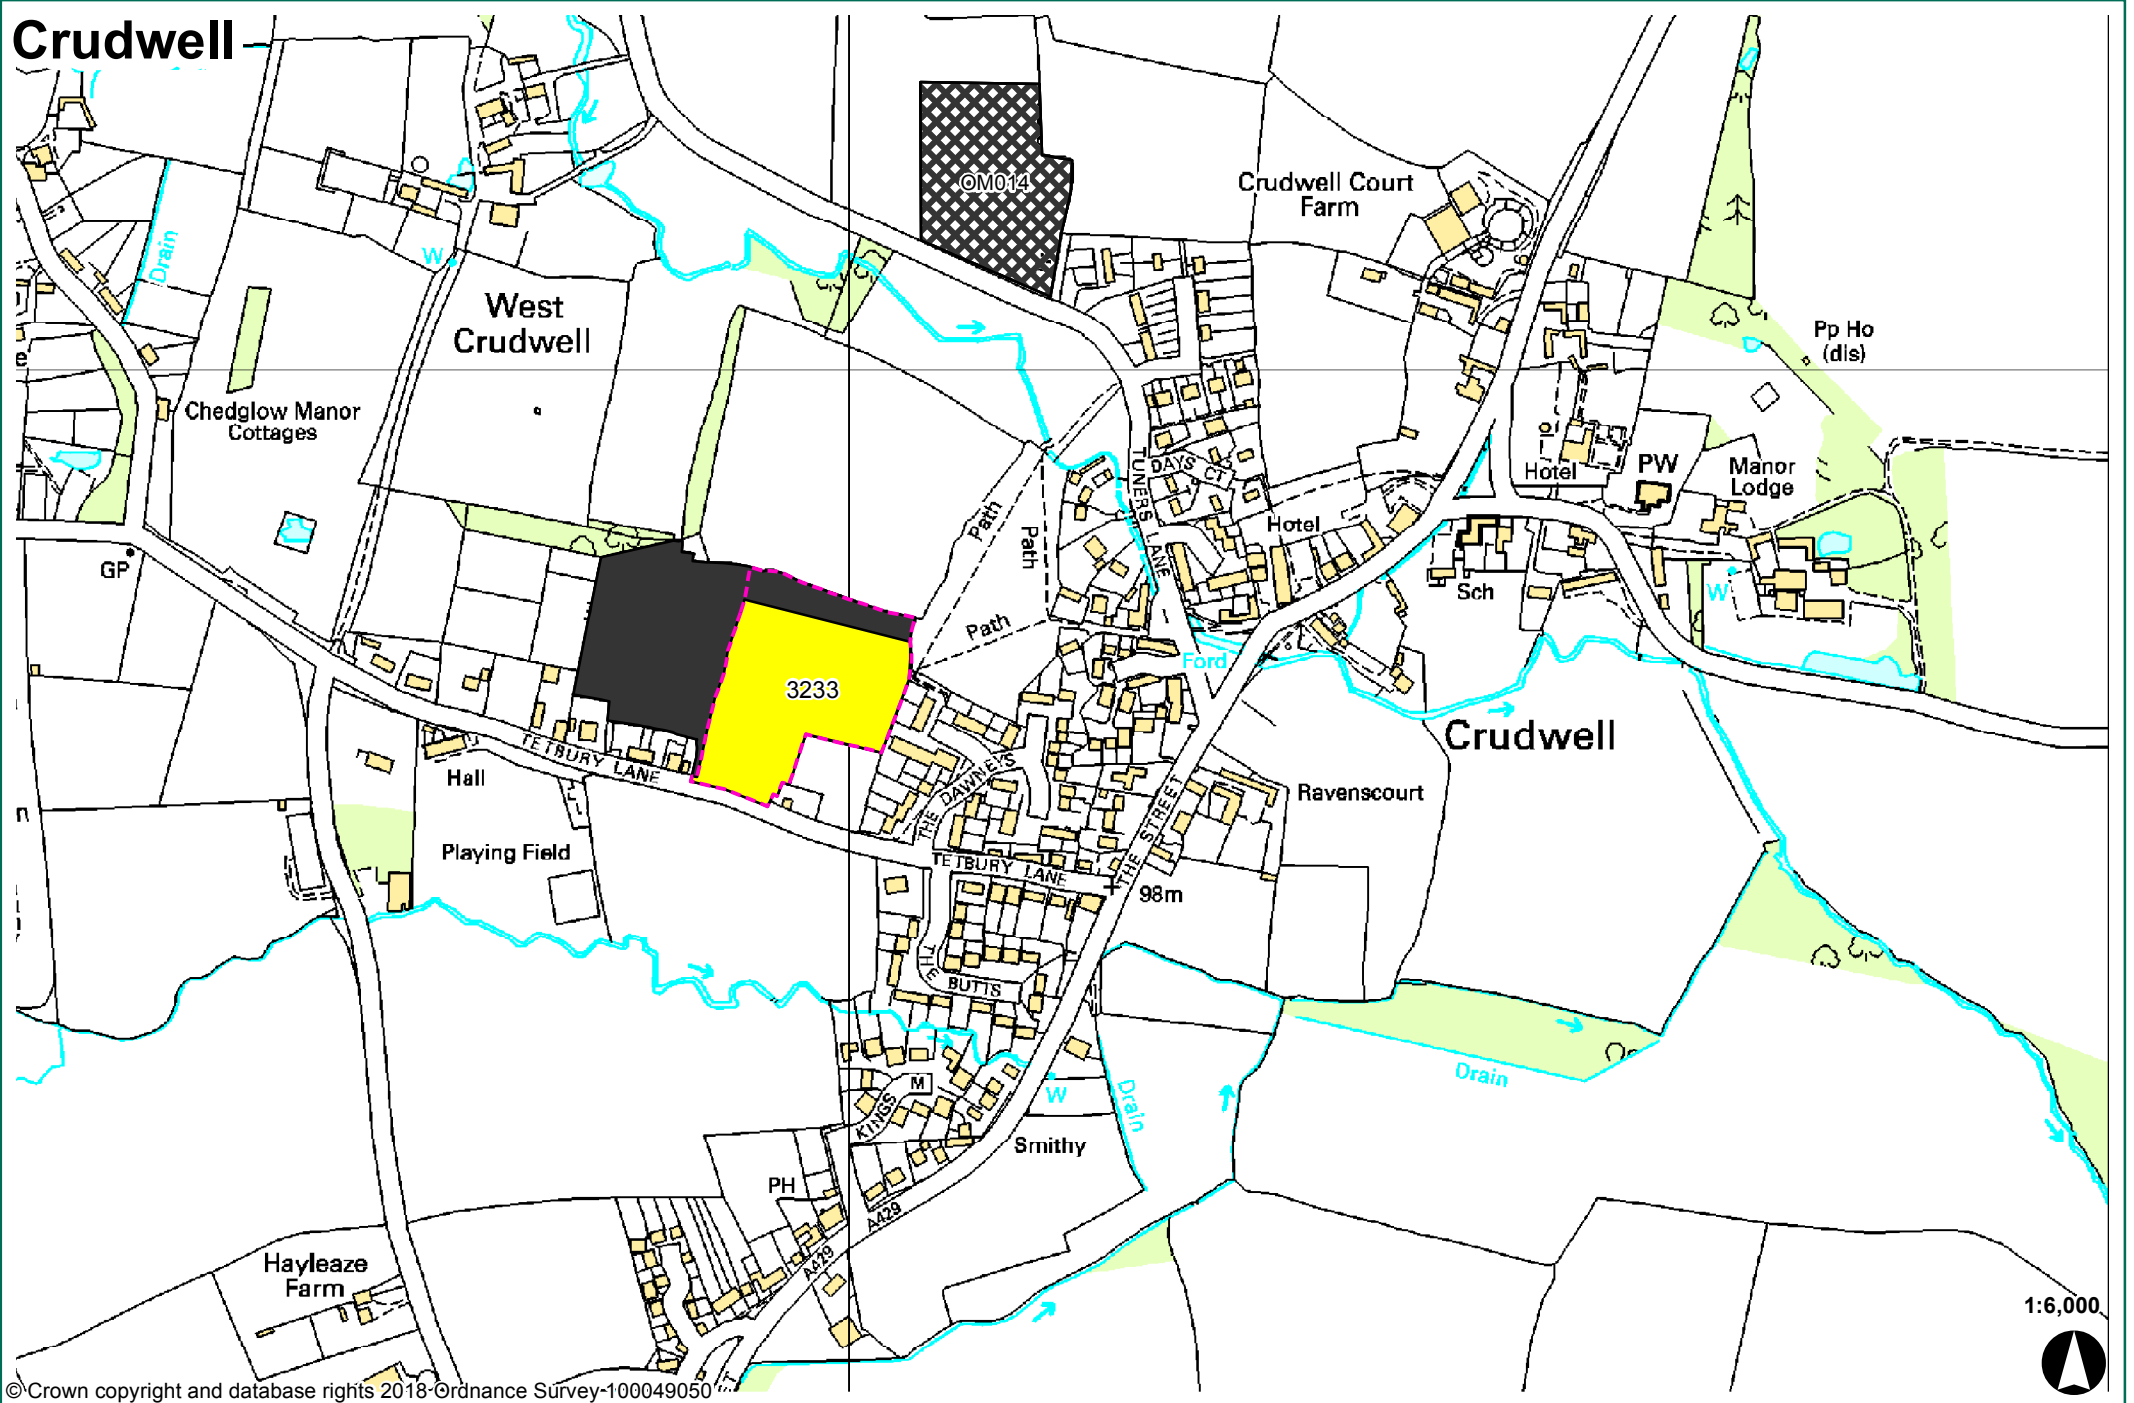 Crudwell
OM014
Crudwell Court
Farm
Drain
W
West
Crudwell
Pp Ho
(dis)
e
Chedglow Manor
Cottages
TUNERS LANE
DAYS CT
Hotel
PW
Manor
Lodge
Path
Path
Hotel
GP
Sch
W
Path
Ford
3233
Crudwell
TETBURY LANE
Hall
THE DAWNEYS
THE STREET
Ravenscourt
Playing Field
TETBURY LANE
98m
THE
BUTTS
Drain
M
KINGS
W
Drain
Smithy
PH
A429
A429
Hayleaze
Farm
1:6,000
ST
© Crown copyright and database rights 2018 Ordnance Survey 100049050